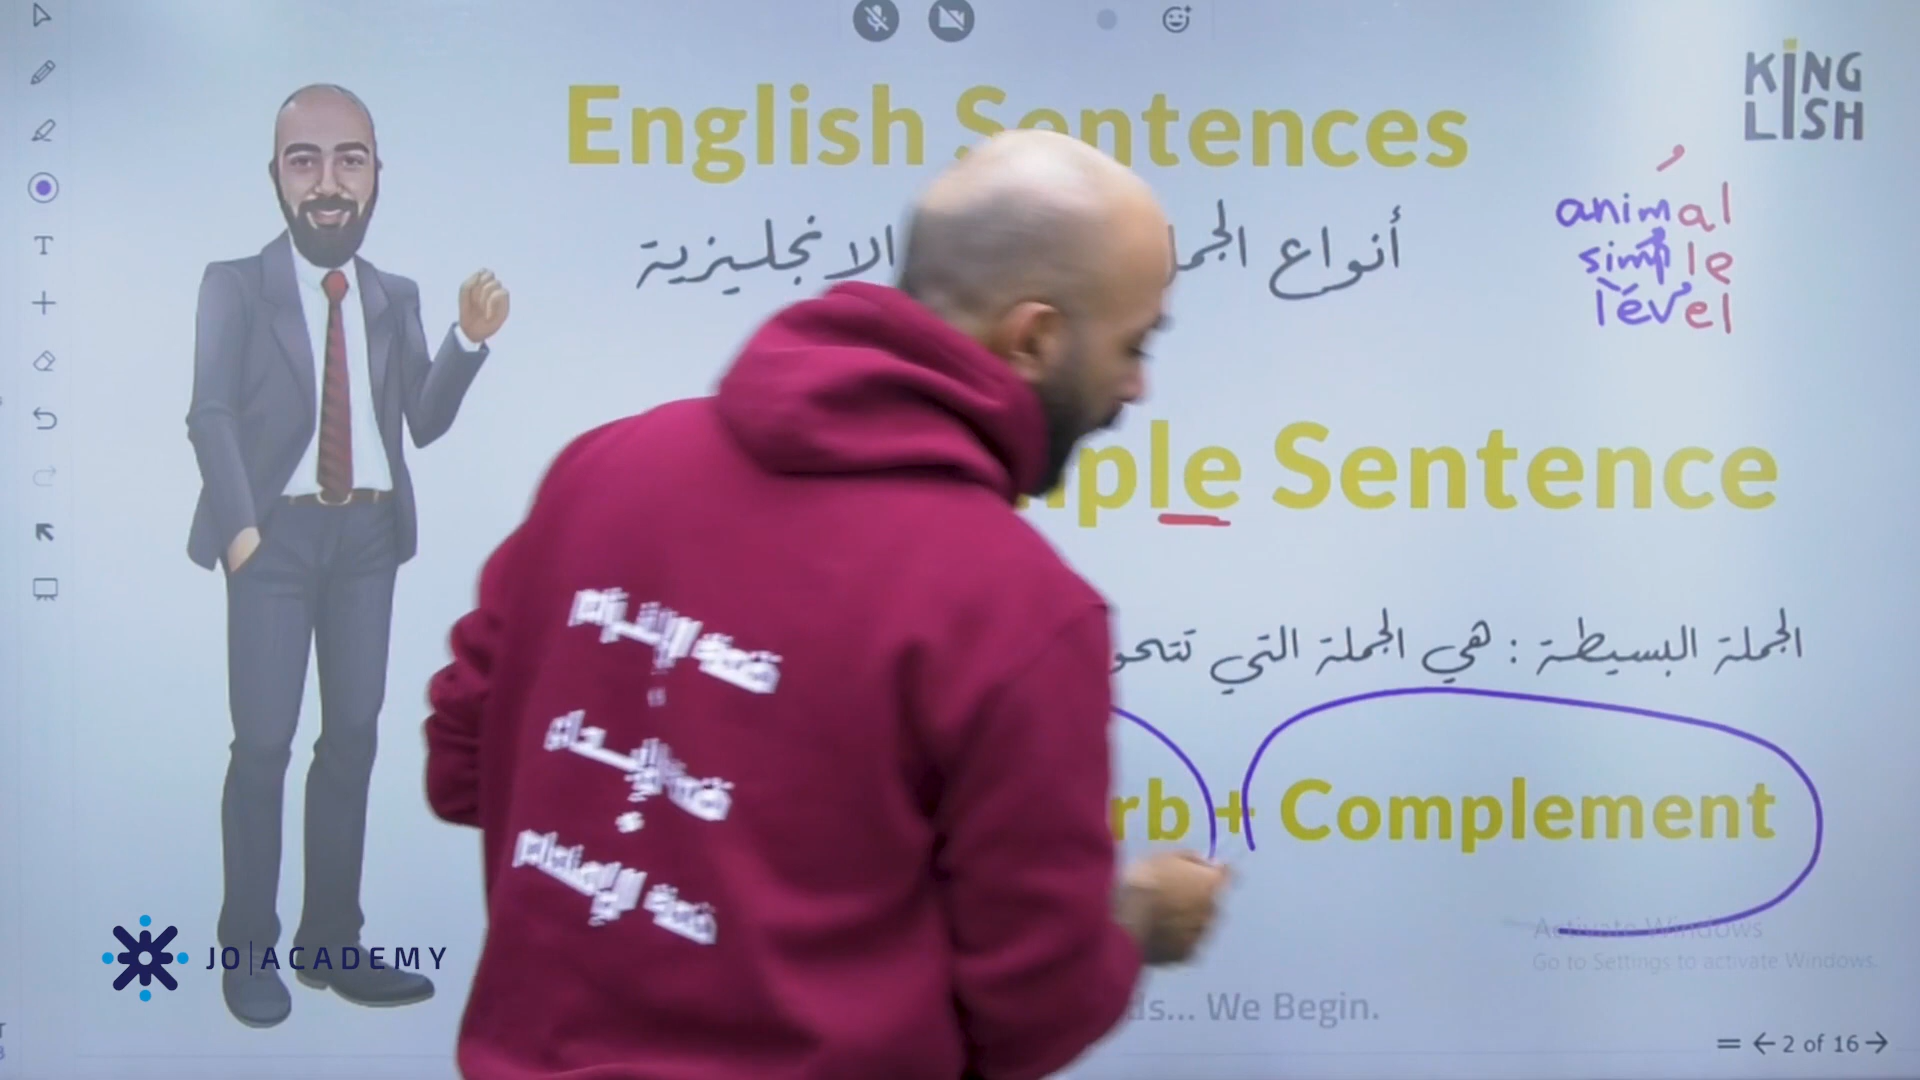 KING
LISH
English Sentences
أنواع الجمل الانجليزية
animal
simple
level
ple Sentence
الجملة البسيطة : هي الجملة التي تتحو
rb + Complement
JO ACADEMY
Activate Windows
Go to Settings to activate Windows.
ds... We Begin.
2 of 16